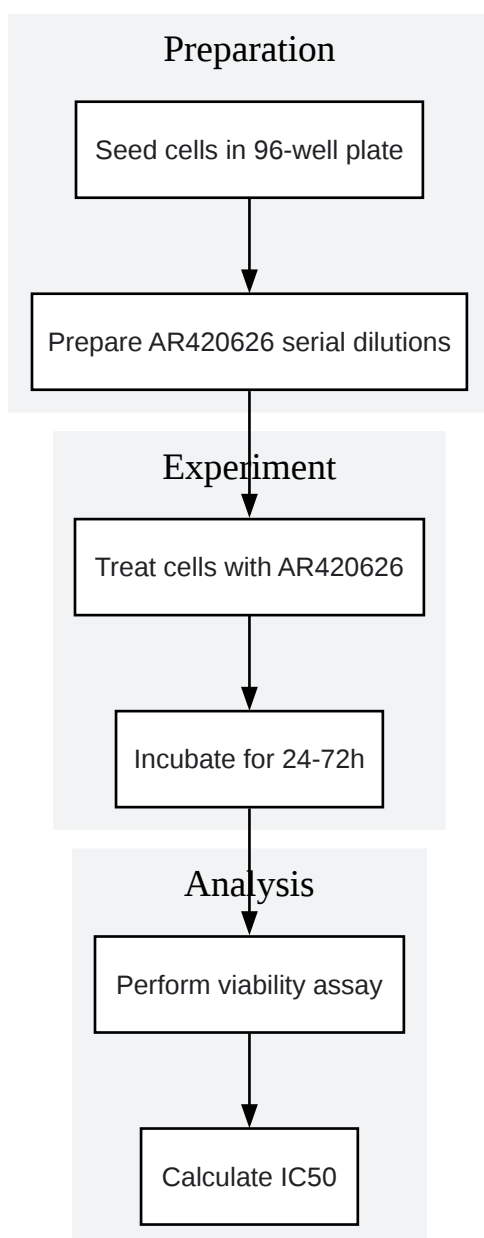 Preparation
Seed cells in 96-well plate
Prepare AR420626 serial dilutions
Experiment
Treat cells with AR420626
Incubate for 24-72h
Analysis
Perform viability assay
Calculate IC50